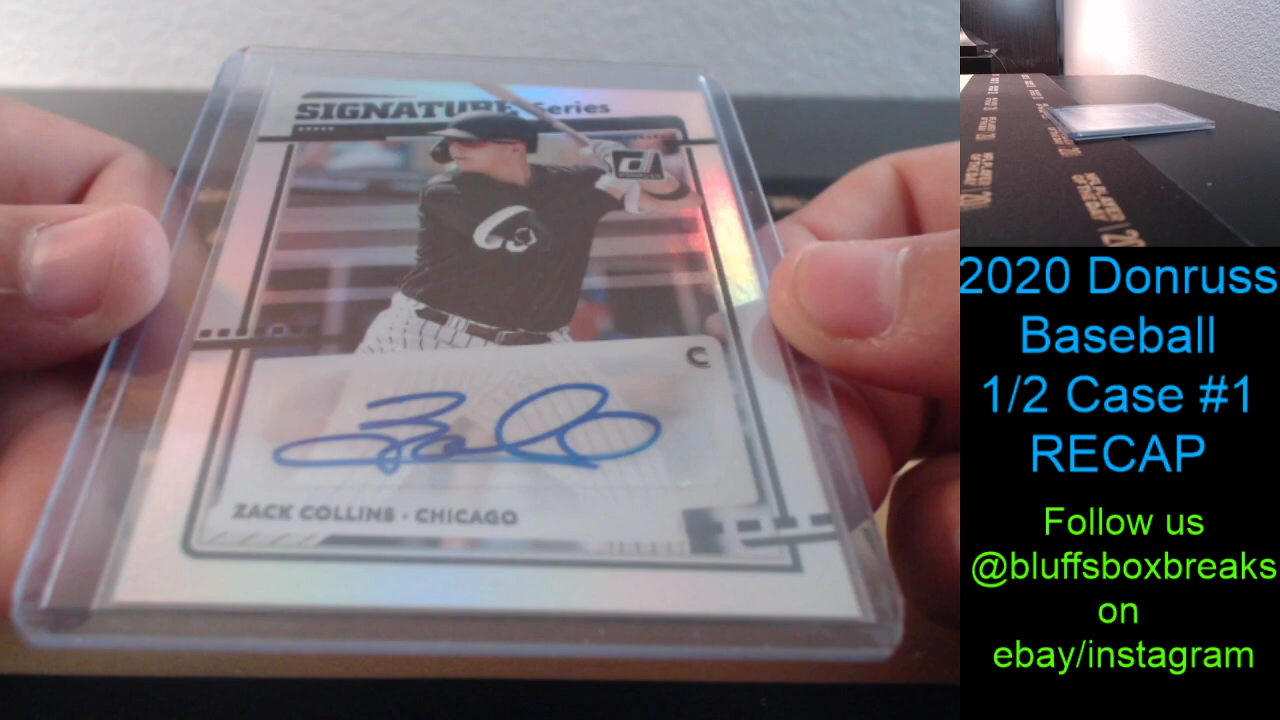 SIGNATURE Series
C
ZACK COLLINS • CHICAGO
2020 Donruss
Baseball
1/2 Case #1
RECAP
Follow us
@bluffsboxbreaks
on
ebay/instagram